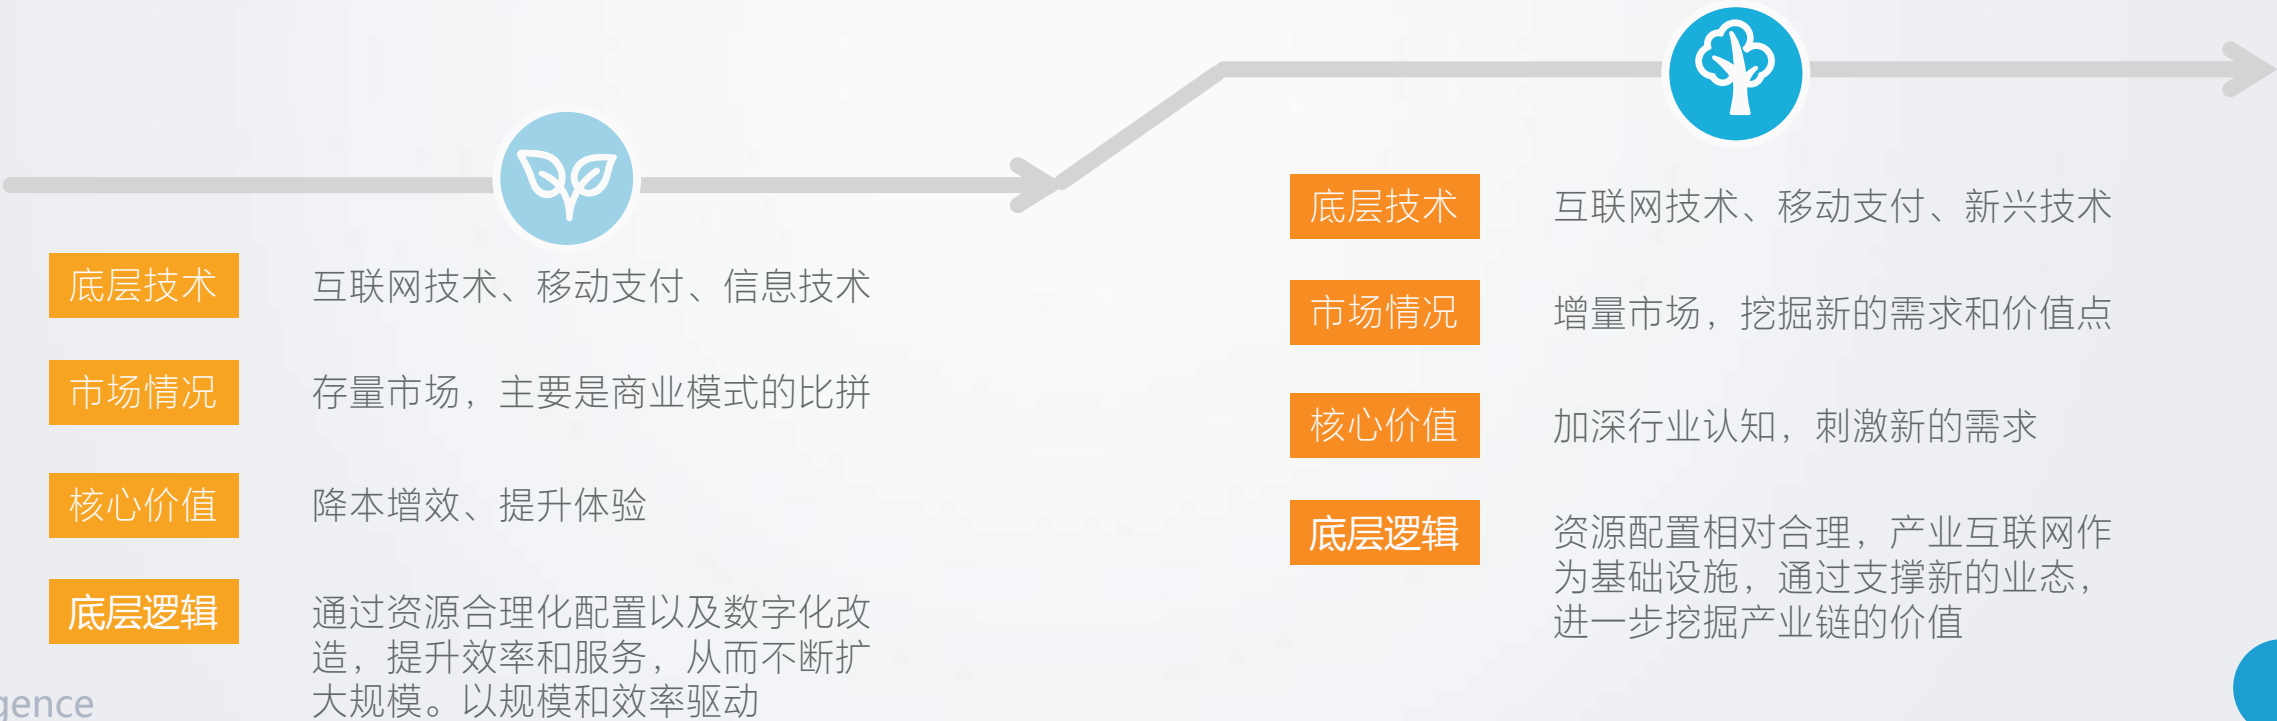 底层技术
互联网技术、移动支付、信息技术
市场情况
存量市场，主要是商业模式的比拼
核心价值
降本增效、提升体验
底层逻辑
通过资源合理化配置以及数字化改
造，提升效率和服务，从而不断扩
大规模。以规模和效率驱动
底层技术
互联网技术、移动支付、新兴技术
市场情况
增量市场，挖掘新的需求和价值点
核心价值
加深行业认知，刺激新的需求
底层逻辑
资源配置相对合理，产业互联网作
为基础设施，通过支撑新的业态，
进一步挖掘产业链的价值
gence